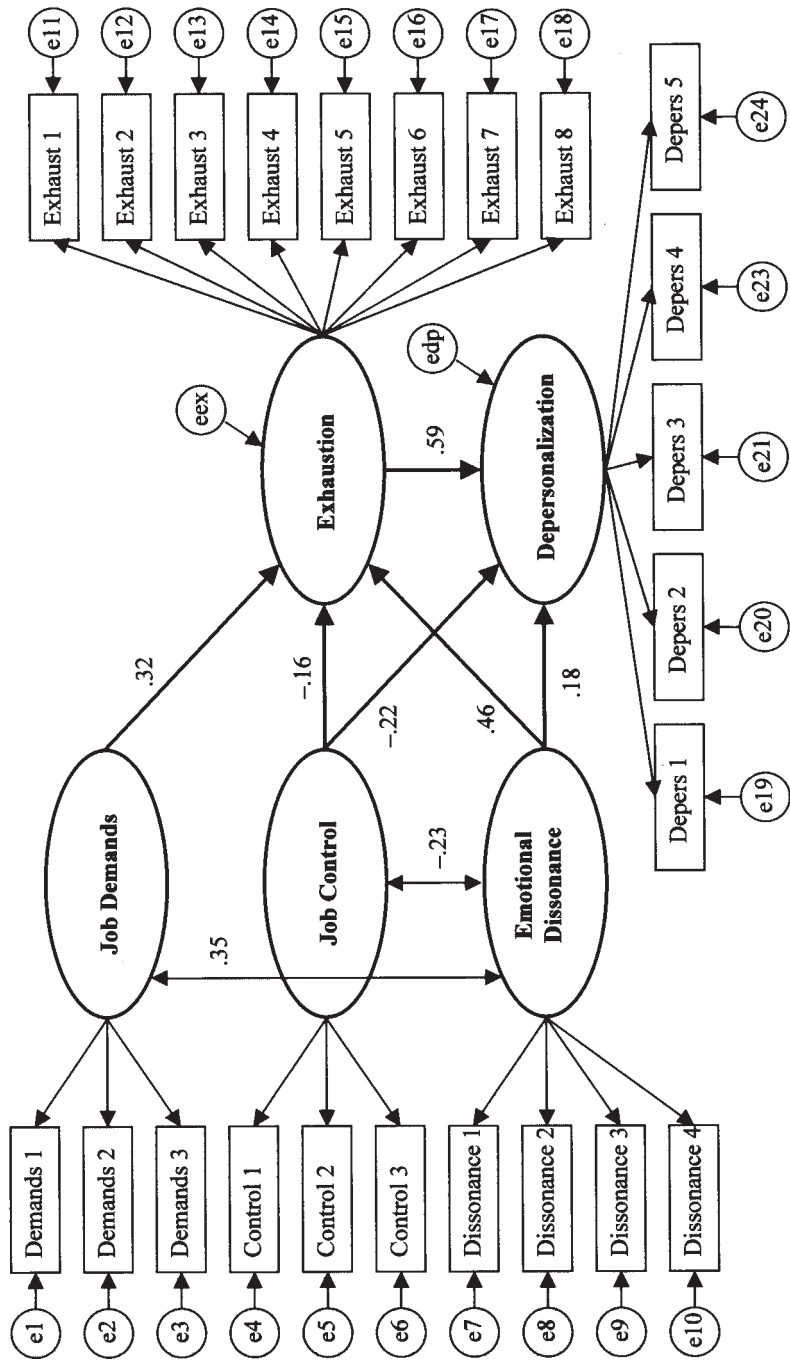 e1
Demands 1
e2
Demands 2
e3
Demands 3
e4
Control 1
e5
Control 2
e6
Control 3
e7
Dissonance 1
e8
Dissonance 2
e9
Dissonance 3
e10
Dissonance 4
Job Demands
Job Control
Emotional
Dissonance
.35
–.23
.32
–.16
–.22
.46
.18
eex
Exhaustion
.59
edp
Depersonalization
Exhaust 1
e11
Exhaust 2
e12
Exhaust 3
e13
Exhaust 4
e14
Exhaust 5
e15
Exhaust 6
e16
Exhaust 7
e17
Exhaust 8
e18
Depers 1
Depers 2
Depers 3
Depers 4
Depers 5
e19
e20
e21
e23
e24